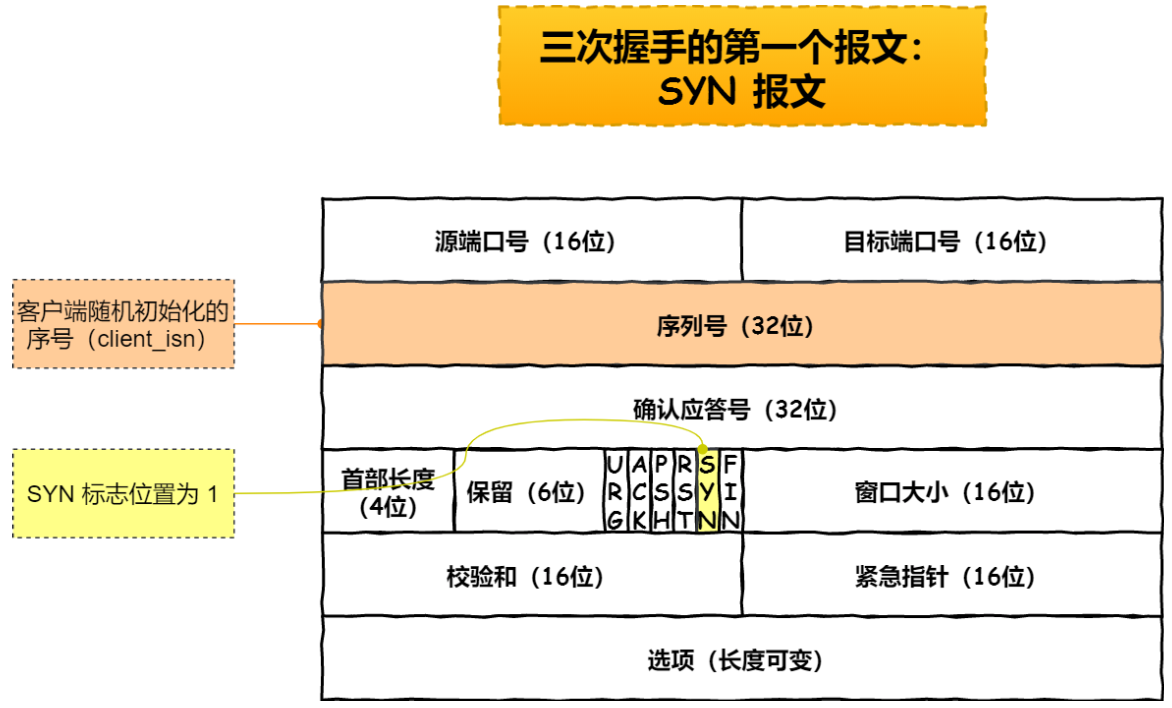 三次握手的第一个报文：
SYN 报文
源端口号（16位）
目标端口号（16位）
客户端随机初始化的
序号（client_isn）
序列号（32位）
确认应答号（32位）
SYN 标志位置为 1
首部长度
（4位）
保留（6位）
URG
ACK
PSH
RST
SYN
FIN
窗口大小（16位）
校验和（16位）
紧急指针（16位）
选项（长度可变）